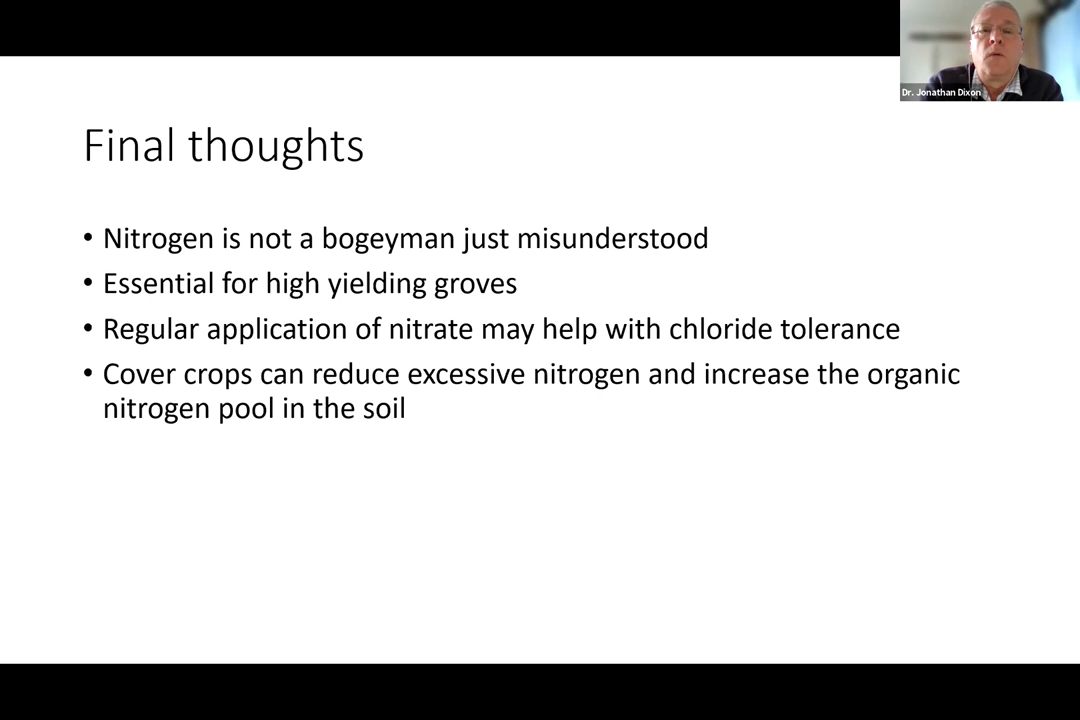 Dr. Jonathan Dixon
Final thoughts
• Nitrogen is not a bogeyman just misunderstood
• Essential for high yielding groves
• Regular application of nitrate may help with chloride tolerance
• Cover crops can reduce excessive nitrogen and increase the organic
nitrogen pool in the soil